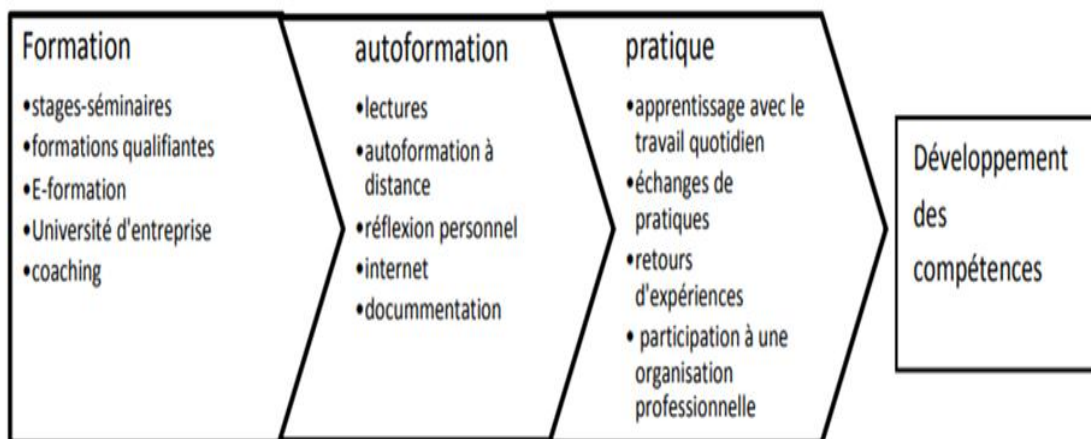 Formation
•stages-séminaires
•formations qualifiantes
•E-formation
•Université d'entreprise
•coaching
autoformation
•lectures
•autoformation à
distance
•réflexion personnel
•internet
•docummentation
pratique
•apprentissage avec le
travail quotidien
•échanges de
pratiques
•retours
d'expériences
• participation à une
organisation
professionnelle
Développement
des
compétences